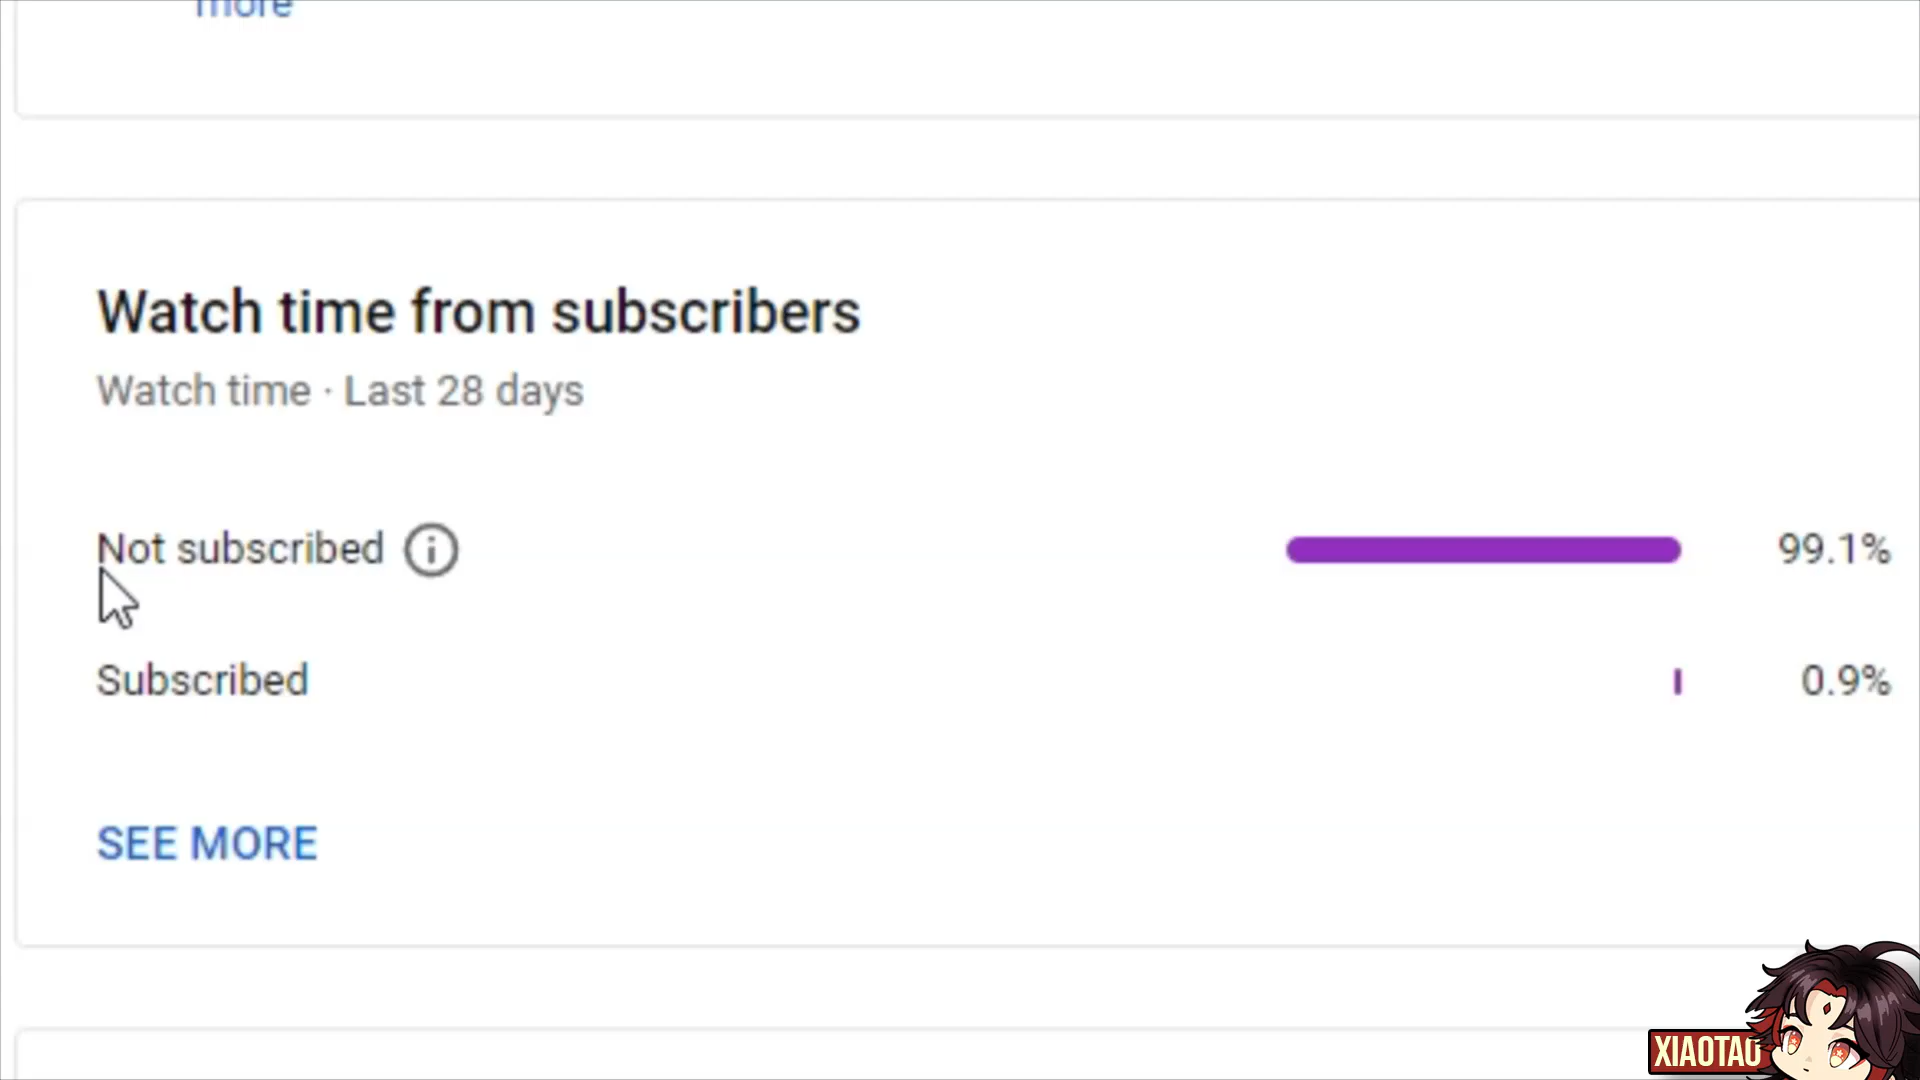 more
Watch time from subscribers
Watch time · Last 28 days
Not subscribed
99.1%
Subscribed
0.9%
SEE MORE
XIAOTAO